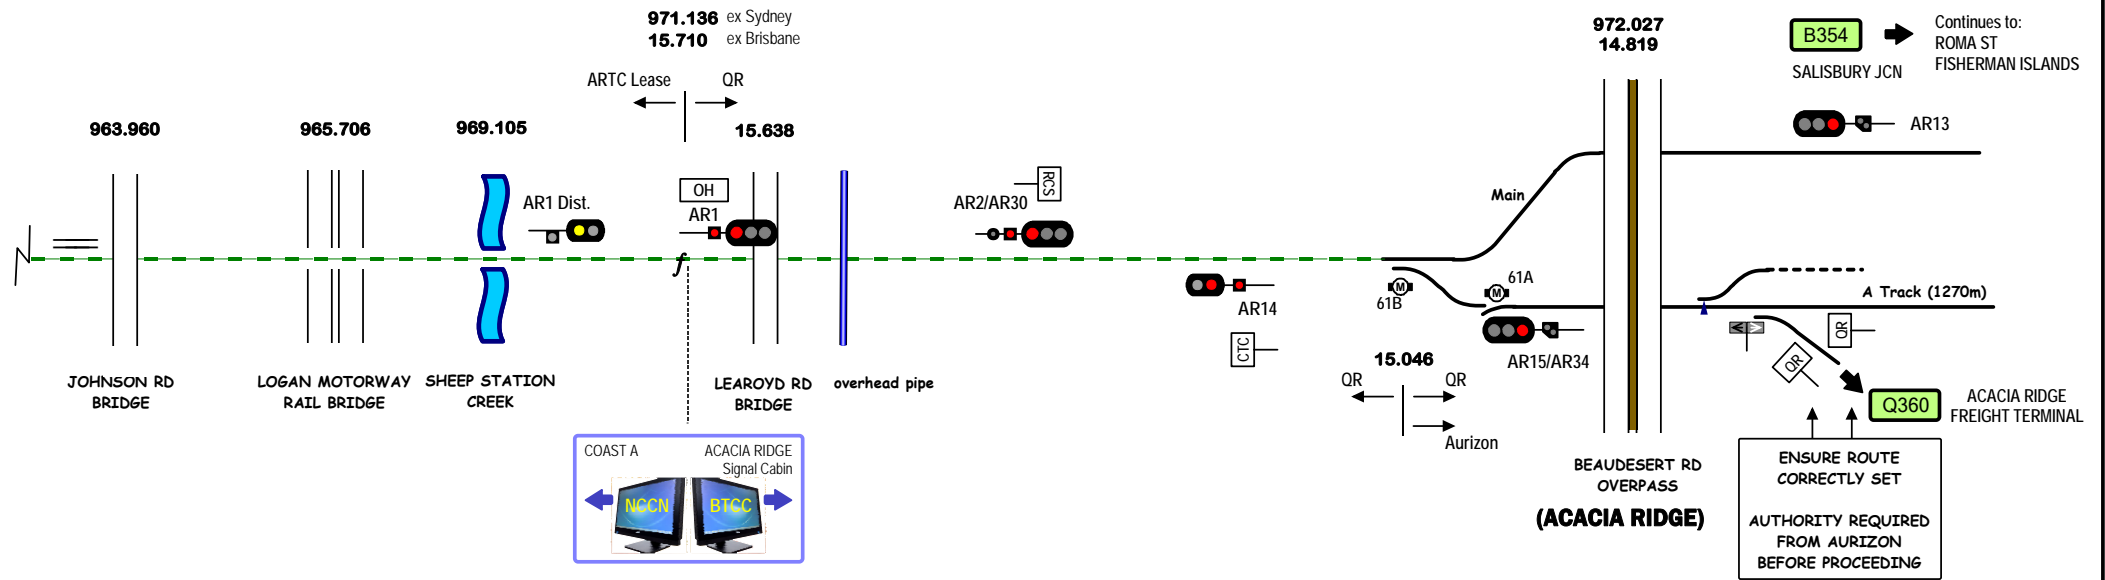 971.136 ex Sydney
15.710 ex Brisbane
ARTC Lease
QR
972.027
14.819
B354
Continues to:
ROMA ST
FISHERMAN ISLANDS
SALISBURY JCN
963.960
965.706
969.105
15.638
AR13
OH
AR1 Dist.
AR1
AR2/AR30
RCS
Main
61B
61A
A Track (1270m)
AR14
CTC
AR15/AR34
QR
QR
15.046
QR
QR
Aurizon
JOHNSON RD
BRIDGE
LOGAN MOTORWAY
RAIL BRIDGE
SHEEP STATION
CREEK
LEAROYD RD
BRIDGE
overhead pipe
M
M
f
Q360
ACACIA RIDGE
FREIGHT TERMINAL
COAST A
ACACIA RIDGE
Signal Cabin
NCCN
BTCC
BEAUDESERT RD
OVERPASS
(ACACIA RIDGE)
ENSURE ROUTE
CORRECTLY SET
AUTHORITY REQUIRED
FROM AURIZON
BEFORE PROCEEDING